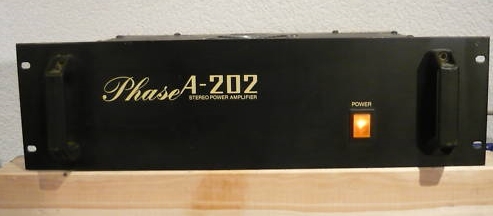 Phase A-202
STEREO POWER AMPLIFIER
POWER